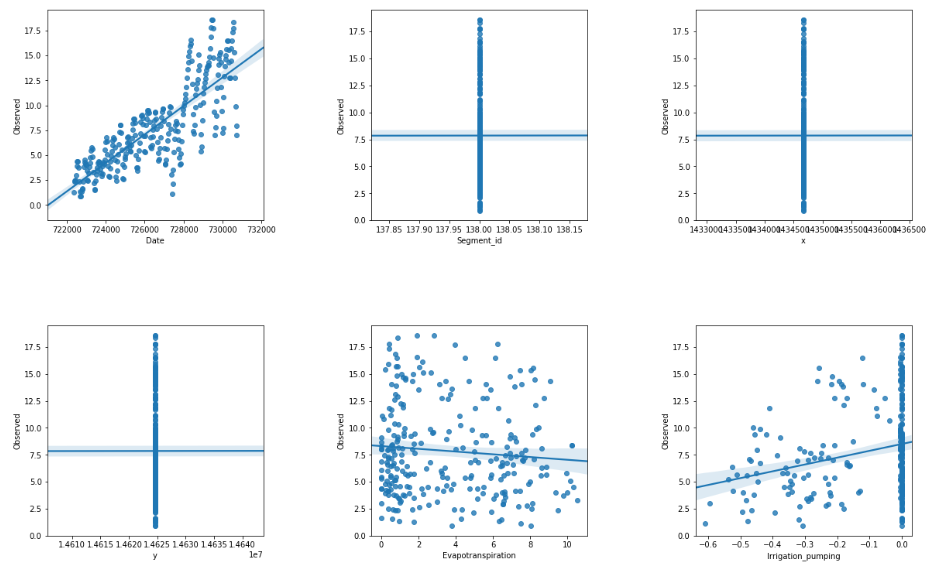 17.5
15.0
12.5
10.0
7.5
5.0
2.5
0.0
Observed
722000 724000 726000 728000 730000 732000
Date
17.5
15.0
12.5
10.0
7.5
5.0
2.5
0.0
Observed
137.85 137.90 137.95 138.00 138.05 138.10 138.15
Segment_id
17.5
15.0
12.5
10.0
7.5
5.0
2.5
0.0
Observed
1433000 1433500 1434000 1434500 1435000 1435500 1436000 1436500
x
17.5
15.0
12.5
10.0
7.5
5.0
2.5
0.0
Observed
1.4610 1.4615 1.4620 1.4625 1.4630 1.4635 1.4640
y
1e7
17.5
15.0
12.5
10.0
7.5
5.0
2.5
0.0
Observed
0 2 4 6 8 10
Evapotranspiration
17.5
15.0
12.5
10.0
7.5
5.0
2.5
0.0
Observed
−0.6 −0.5 −0.4 −0.3 −0.2 −0.1 0.0
Irrigation_pumping